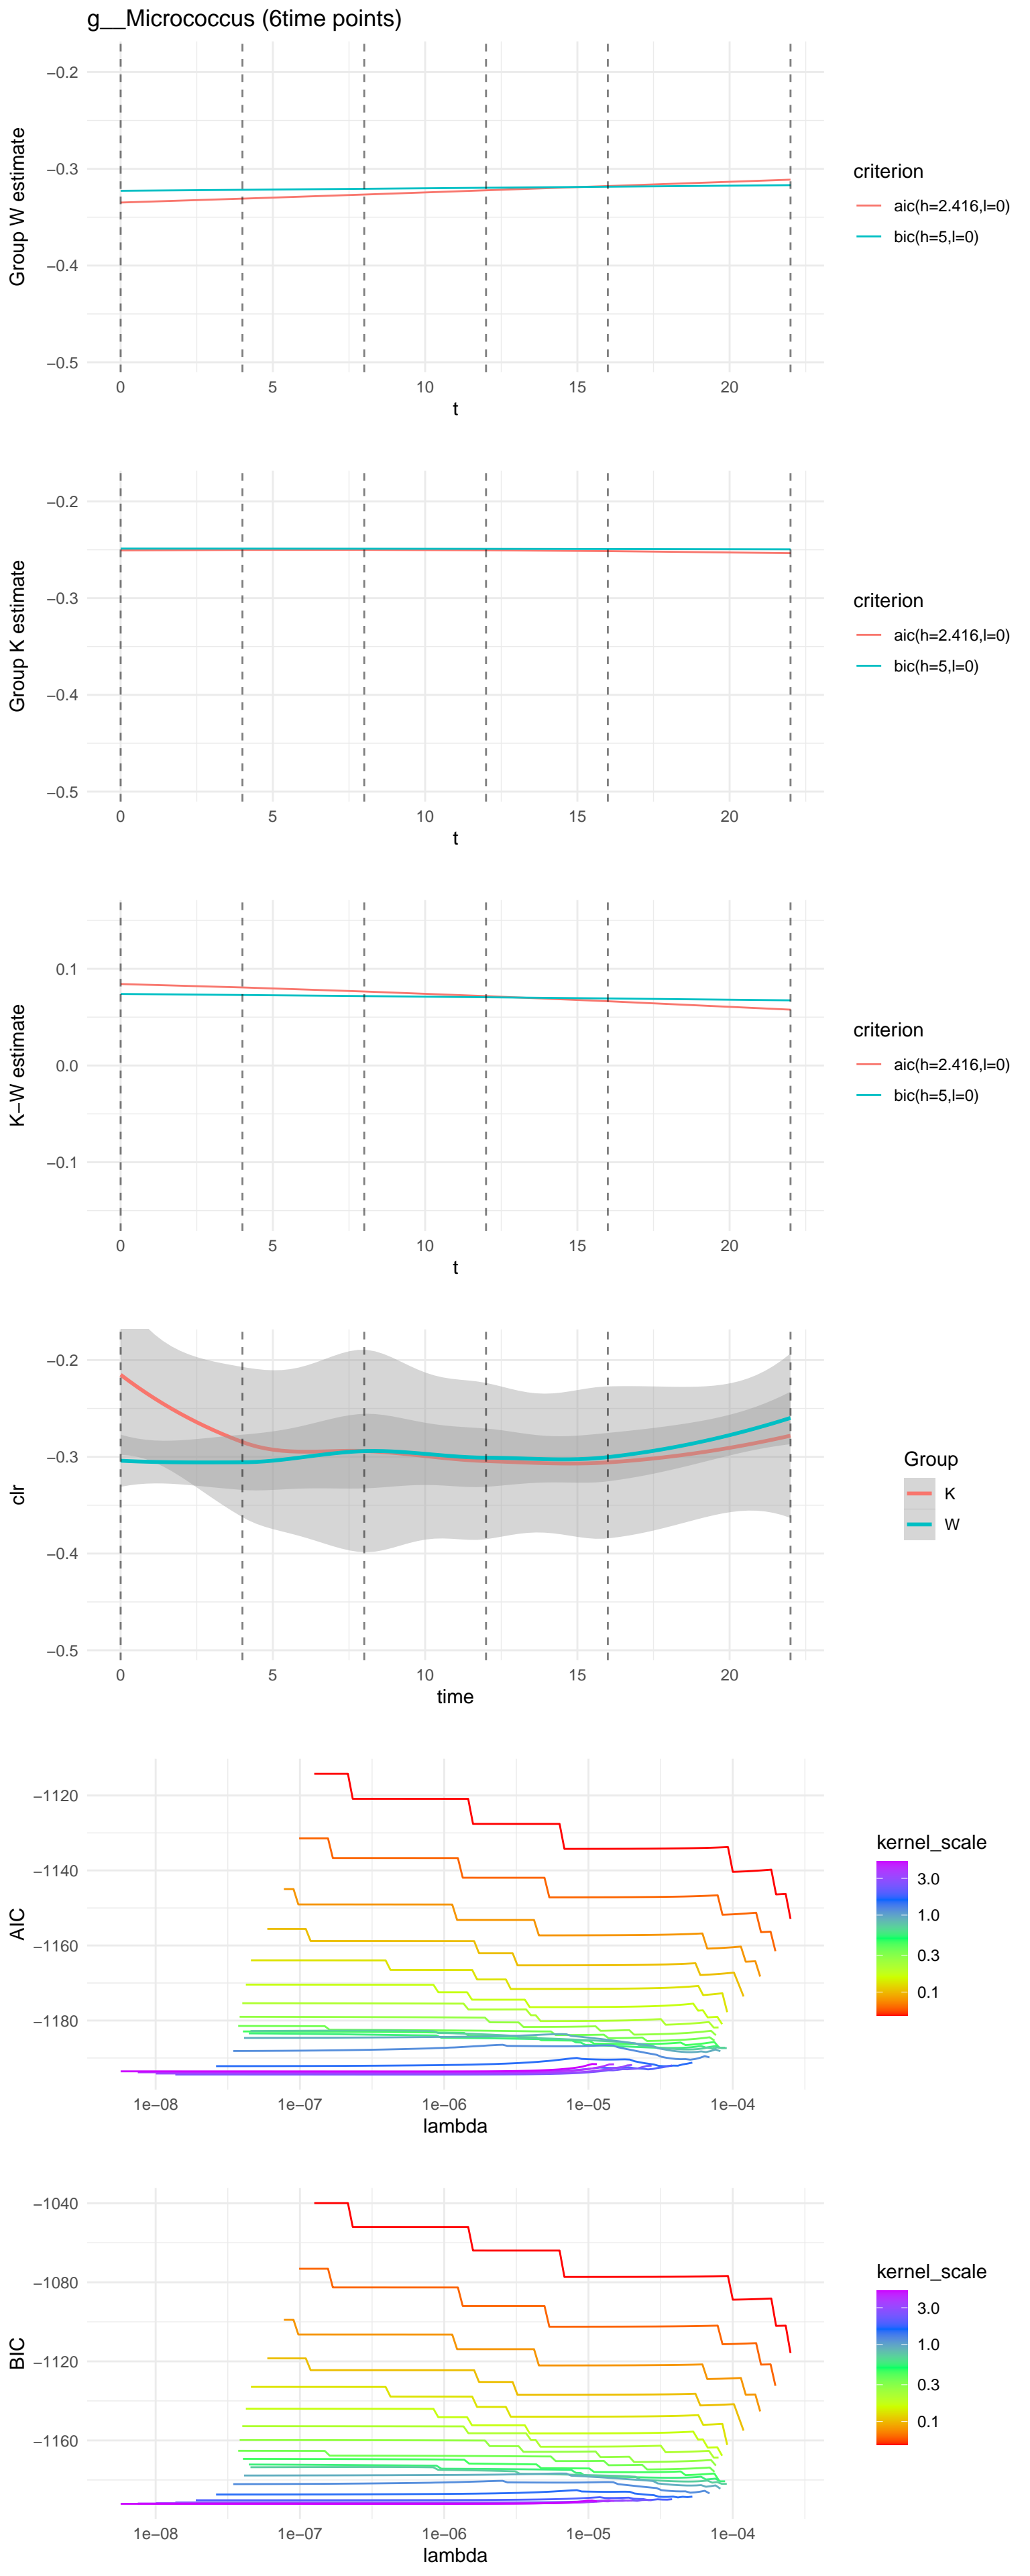 g__Micrococcus (6time points)
Group W estimate
−0.2
−0.3
−0.4
−0.5
0 5 10 15 20
t
criterion
aic(h=2.416,l=0)
bic(h=5,l=0)
Group K estimate
−0.2
−0.3
−0.4
−0.5
0 5 10 15 20
t
criterion
aic(h=2.416,l=0)
bic(h=5,l=0)
K−W estimate
0.1
0.0
−0.1
0 5 10 15 20
t
criterion
aic(h=2.416,l=0)
bic(h=5,l=0)
clr
−0.2
−0.3
−0.4
−0.5
0 5 10 15 20
time
Group
K
W
AIC
−1120
−1140
−1160
−1180
1e−08 1e−07 1e−06 1e−05 1e−04
lambda
kernel_scale
3.0
1.0
0.3
0.1
BIC
−1040
−1080
−1120
−1160
1e−08 1e−07 1e−06 1e−05 1e−04
lambda
kernel_scale
3.0
1.0
0.3
0.1